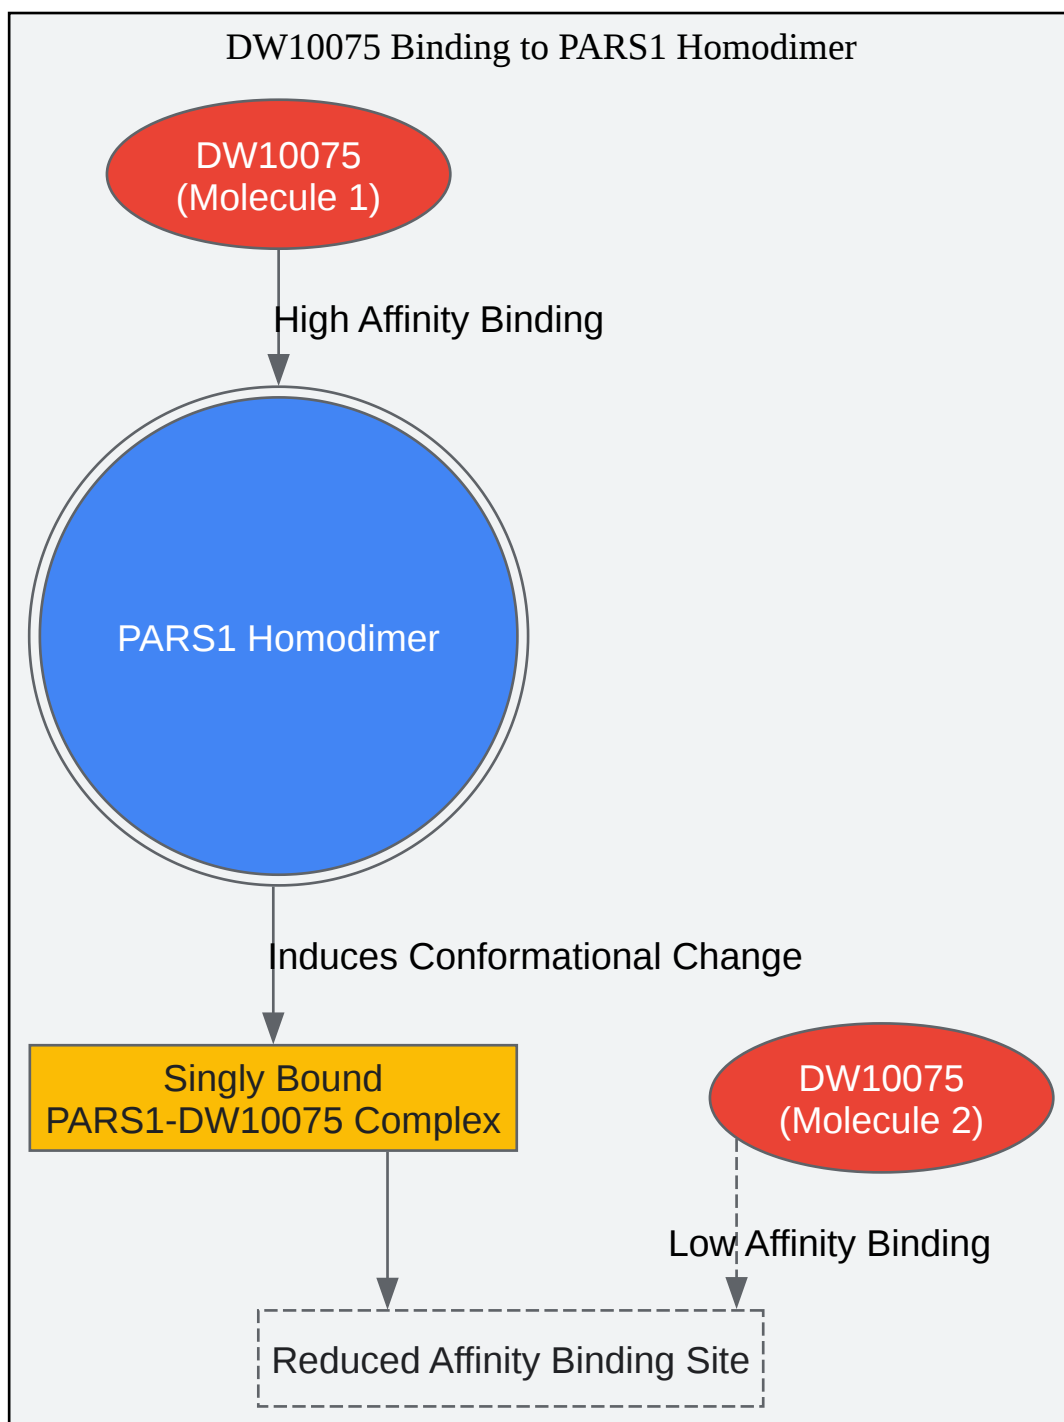 DW10075 Binding to PARS1 Homodimer
DW10075
(Molecule 1)
High Affinity Binding
PARS1 Homodimer
Induces Conformational Change
Singly Bound
PARS1-DW10075 Complex
DW10075
(Molecule 2)
Low Affinity Binding
Reduced Affinity Binding Site